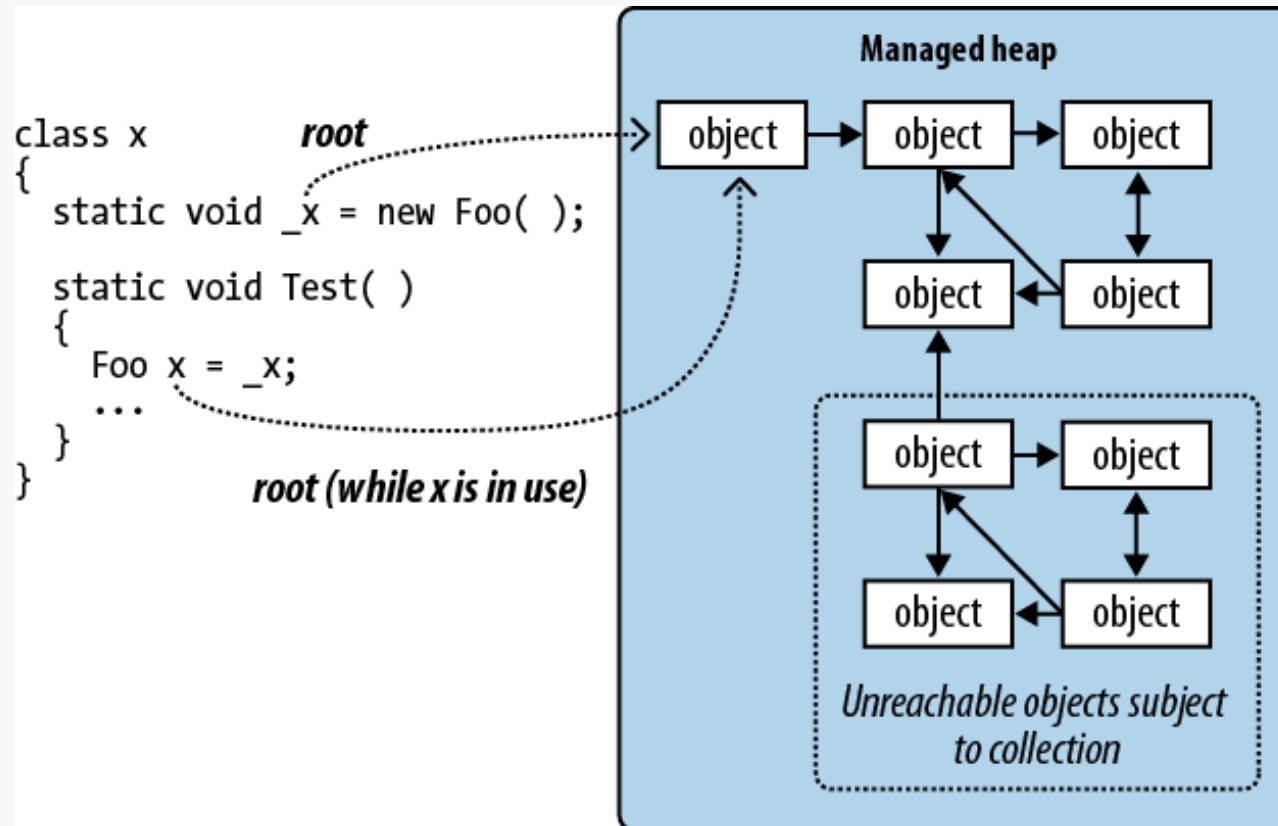 class x
{
  static void _x = new Foo( );
  static void Test( )
  {
    Foo x = _x;
    ...
  }
}
root
root (while x is in use)
Managed heap
object
object
object
object
object
object
object
object
object
Unreachable objects subject
to collection